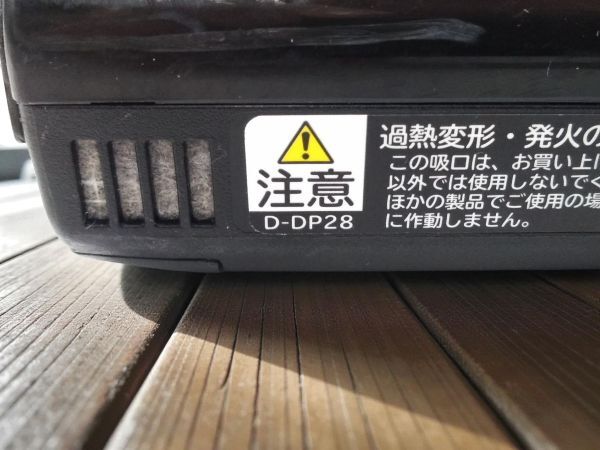 注意
D-DP28
過熱変形・発火の
この吸口は、お買い上げ
以外では使用しないでく
ほかの製品でご使用の場
に作動しません。